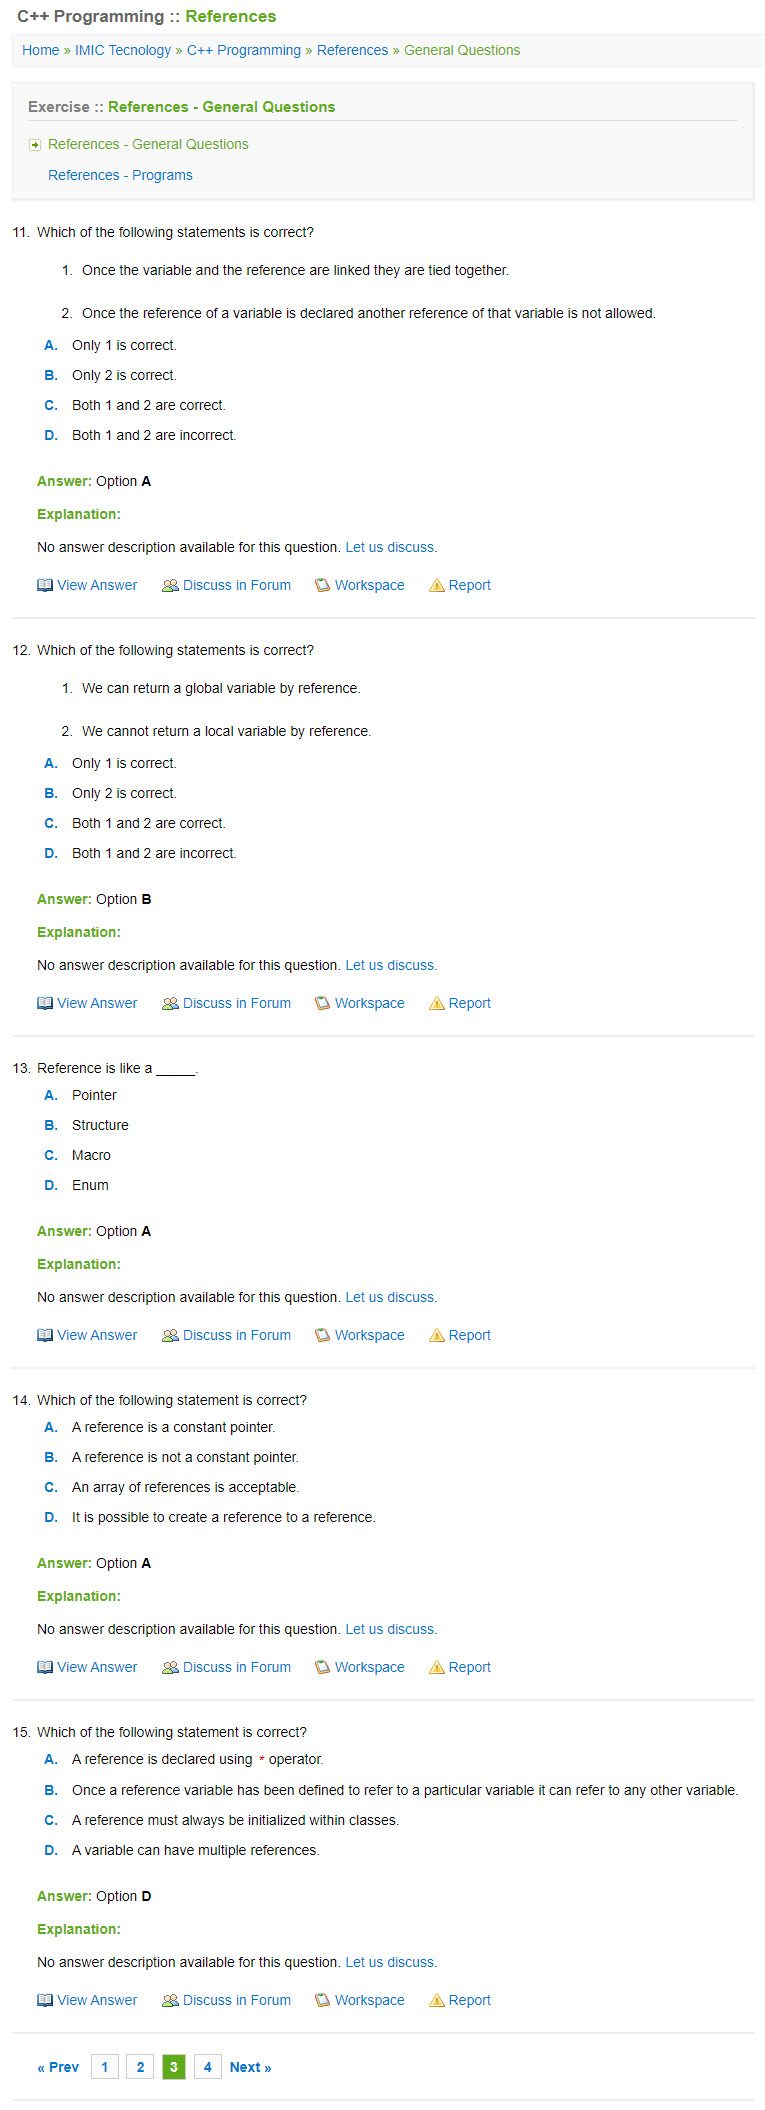 C++ Programming :: References
Home » IMIC Tecnology » C++ Programming » References » General Questions
Exercise :: References - General Questions
References - General Questions
References - Programs
11. Which of the following statements is correct?
1. Once the variable and the reference are linked they are tied together.
2. Once the reference of a variable is declared another reference of that variable is not allowed.
A. Only 1 is correct.
B. Only 2 is correct.
C. Both 1 and 2 are correct.
D. Both 1 and 2 are incorrect.
Answer: Option A
Explanation:
No answer description available for this question. Let us discuss.
View Answer Discuss in Forum Workspace Report
12. Which of the following statements is correct?
1. We can return a global variable by reference.
2. We cannot return a local variable by reference.
A. Only 1 is correct.
B. Only 2 is correct.
C. Both 1 and 2 are correct.
D. Both 1 and 2 are incorrect.
Answer: Option B
Explanation:
No answer description available for this question. Let us discuss.
View Answer Discuss in Forum Workspace Report
13. Reference is like a _____.
A. Pointer
B. Structure
C. Macro
D. Enum
Answer: Option A
Explanation:
No answer description available for this question. Let us discuss.
View Answer Discuss in Forum Workspace Report
14. Which of the following statement is correct?
A. A reference is a constant pointer.
B. A reference is not a constant pointer.
C. An array of references is acceptable.
D. It is possible to create a reference to a reference.
Answer: Option A
Explanation:
No answer description available for this question. Let us discuss.
View Answer Discuss in Forum Workspace Report
15. Which of the following statement is correct?
A. A reference is declared using * operator.
B. Once a reference variable has been defined to refer to a particular variable it can refer to any other variable.
C. A reference must always be initialized within classes.
D. A variable can have multiple references.
Answer: Option D
Explanation:
No answer description available for this question. Let us discuss.
View Answer Discuss in Forum Workspace Report
« Prev 1 2 3 4 Next »